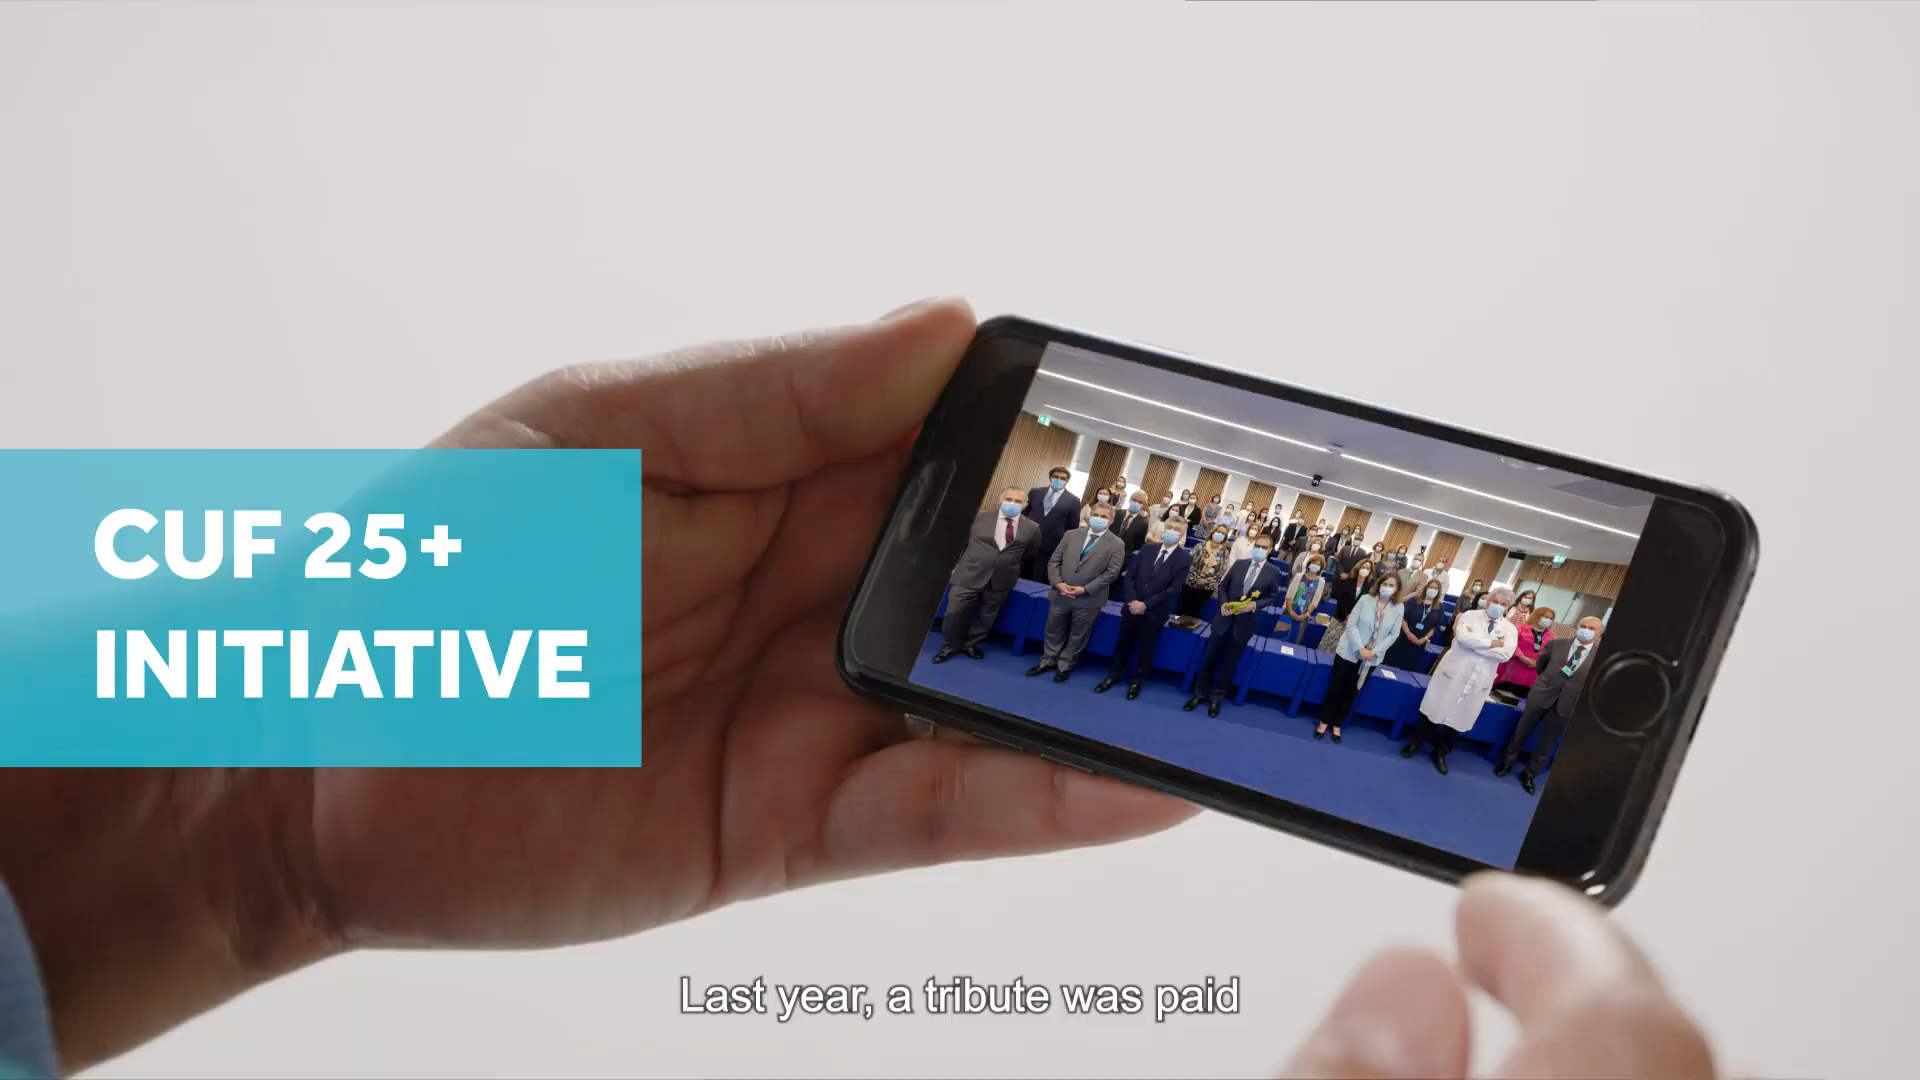 CUF 25+
INITIATIVE
Last year, a tribute was paid